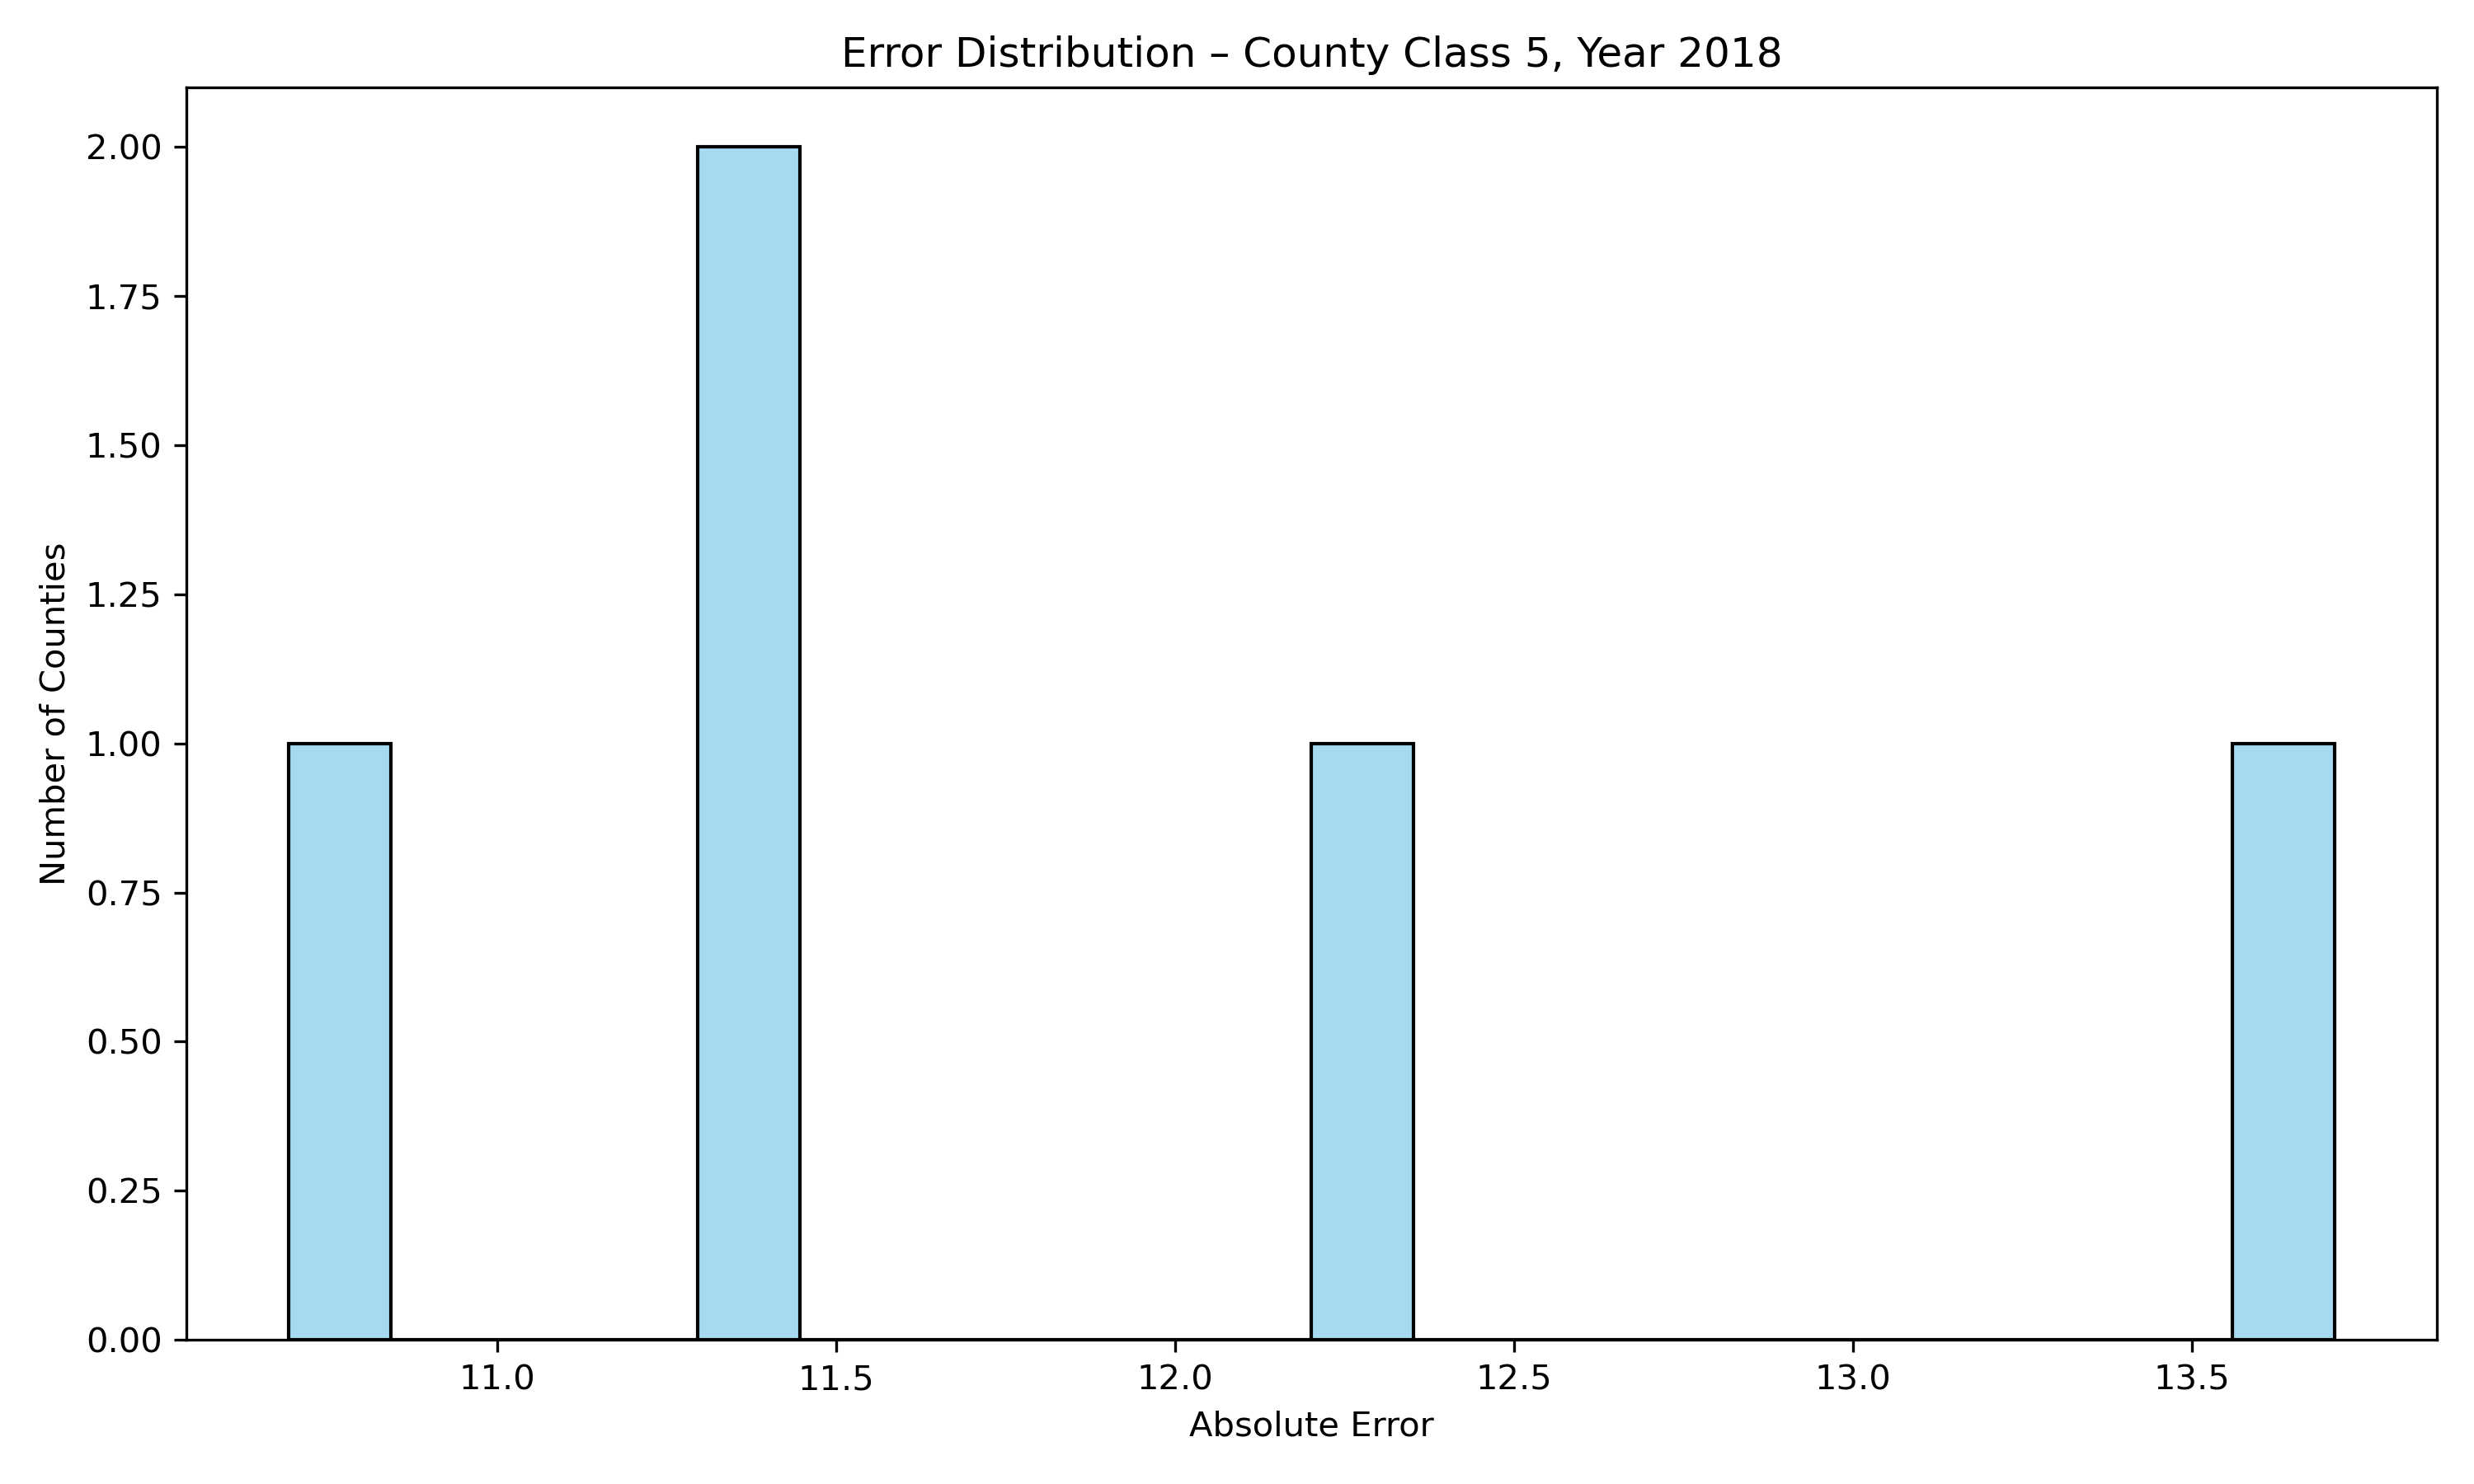 Error Distribution – County Class 5, Year 2018
Number of Counties
2.00
1.75
1.50
1.25
1.00
0.75
0.50
0.25
0.00
11.0 11.5 12.0 12.5 13.0 13.5
Absolute Error